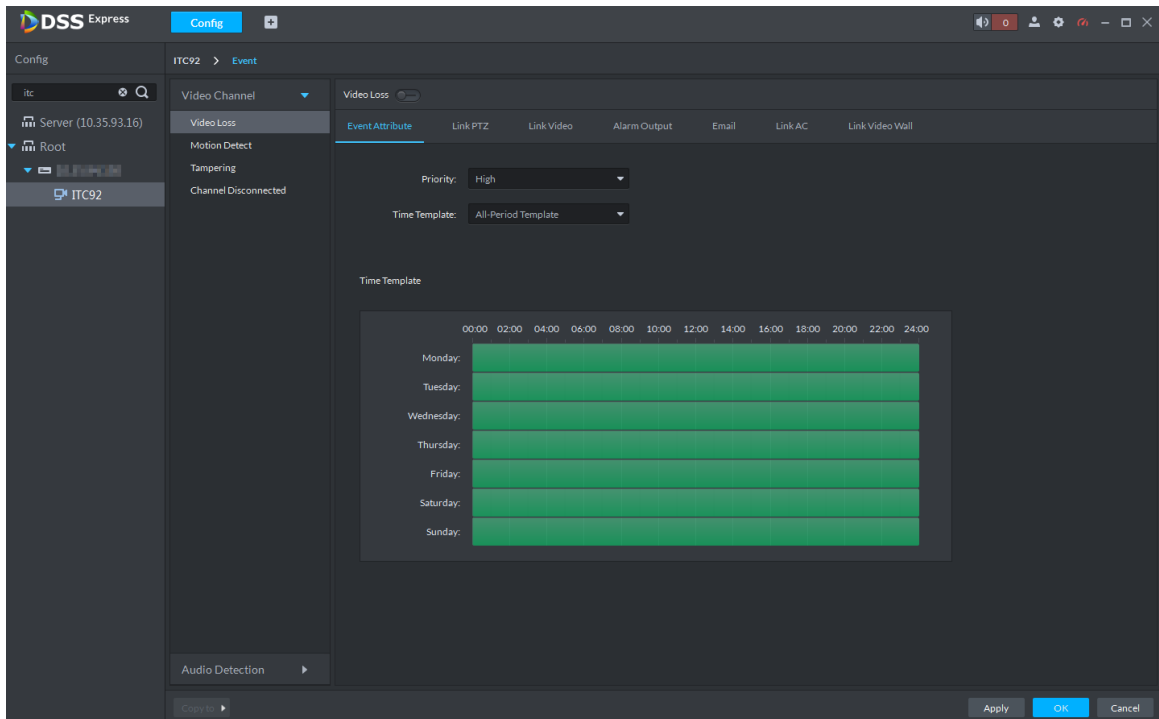 DSS Express
Config
0
Config
ITC92 > Event
itc
Server (10.35.93.16)
Root
ITC92
Video Channel
Video Loss
Motion Detect
Tampering
Channel Disconnected
Audio Detection
Video Loss
Event Attribute Link PTZ Link Video Alarm Output Email Link AC Link Video Wall
Priority: High
Time Template: All-Period Template
Time Template
00:00 02:00 04:00 06:00 08:00 10:00 12:00 14:00 16:00 18:00 20:00 22:00 24:00
Monday:
Tuesday:
Wednesday:
Thursday:
Friday:
Saturday:
Sunday:
Copy to
Apply OK Cancel